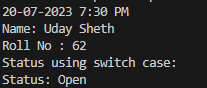 20-07-2023 7:30 PM
Name: Uday Sheth
Roll No : 62
Status using switch case:
Status: Open